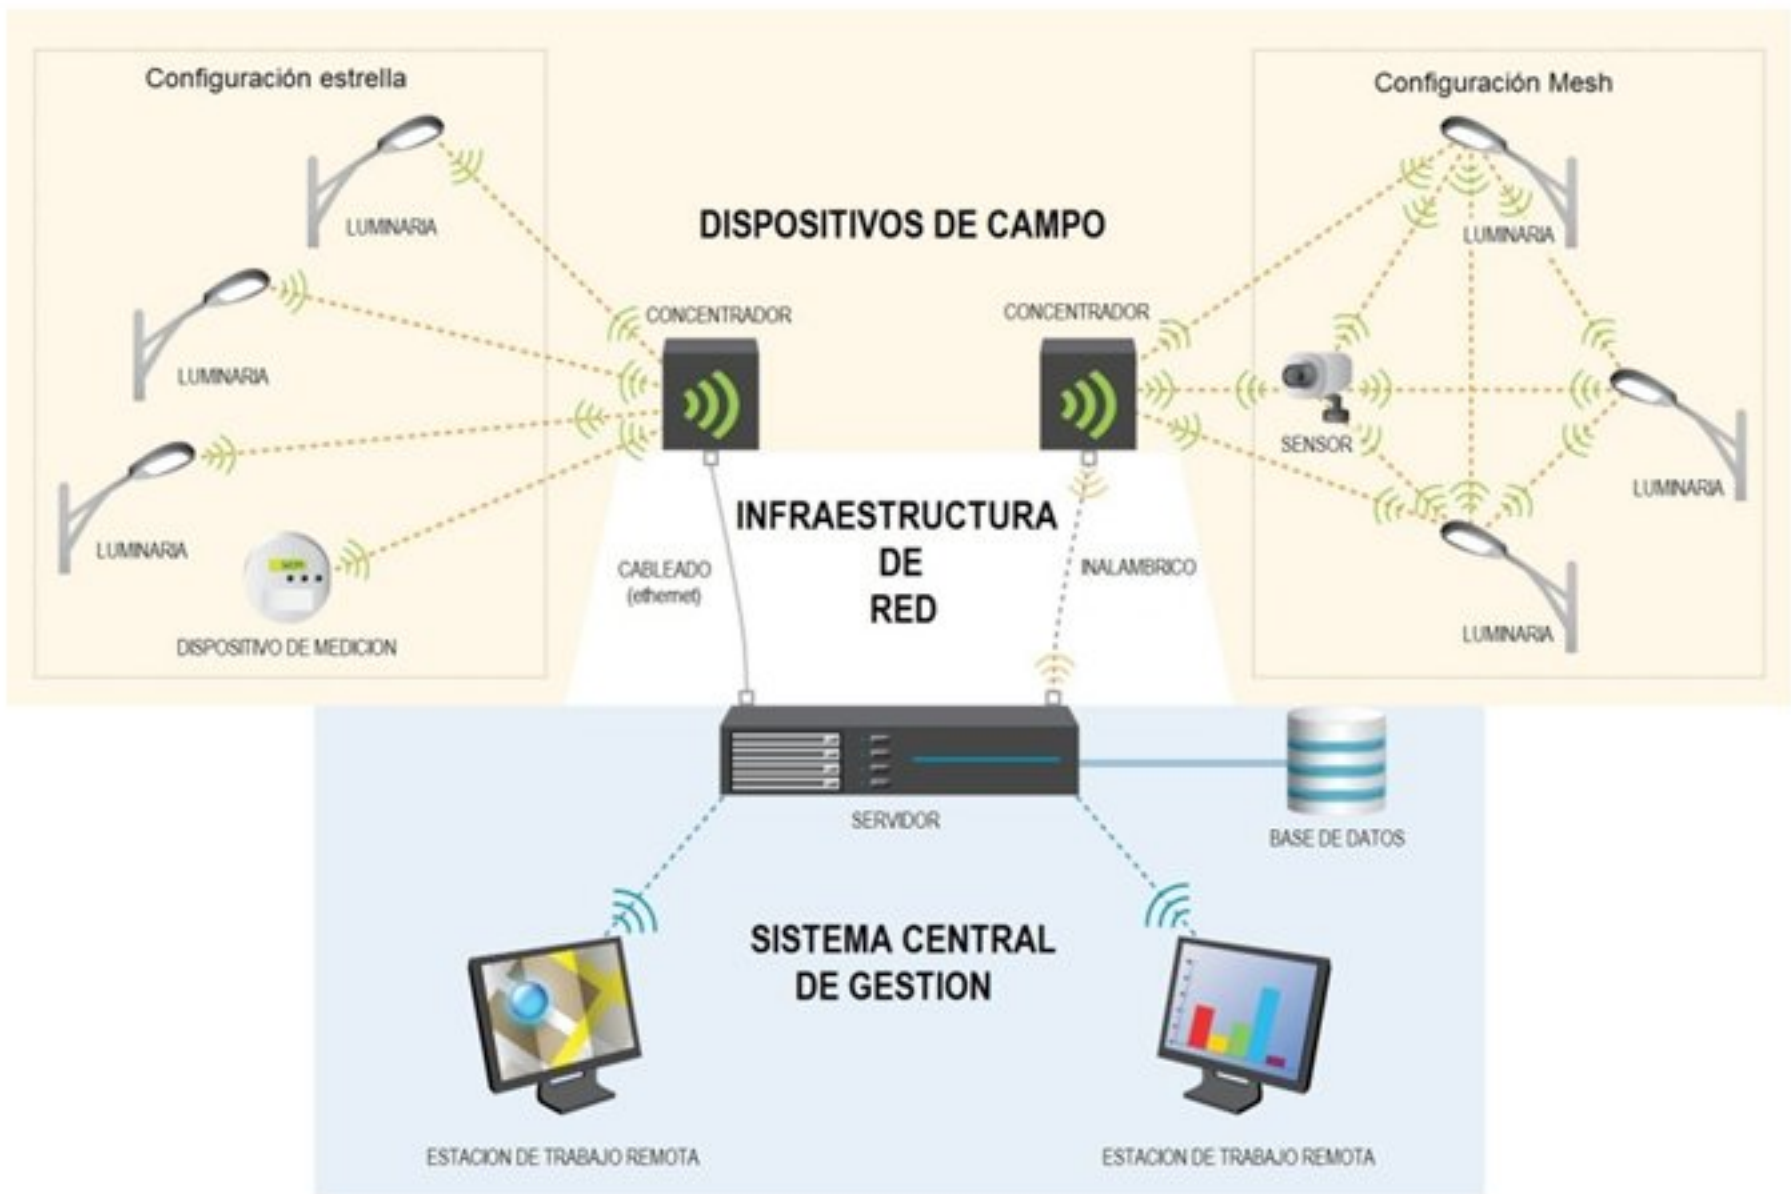 Configuración estrella
Configuración Mesh
LUMINARIA
DISPOSITIVOS DE CAMPO
LUMINARIA
CONCENTRADOR
CONCENTRADOR
LUMINARIA
SENSOR
LUMINARIA
LUMINARIA
INFRAESTRUCTURA
DE
RED
CABLEADO
(ethernet)
INALAMBRICO
LUMINARIA
DISPOSITIVO DE MEDICION
SERVIDOR
BASE DE DATOS
SISTEMA CENTRAL
DE GESTION
ESTACION DE TRABAJO REMOTA
ESTACION DE TRABAJO REMOTA